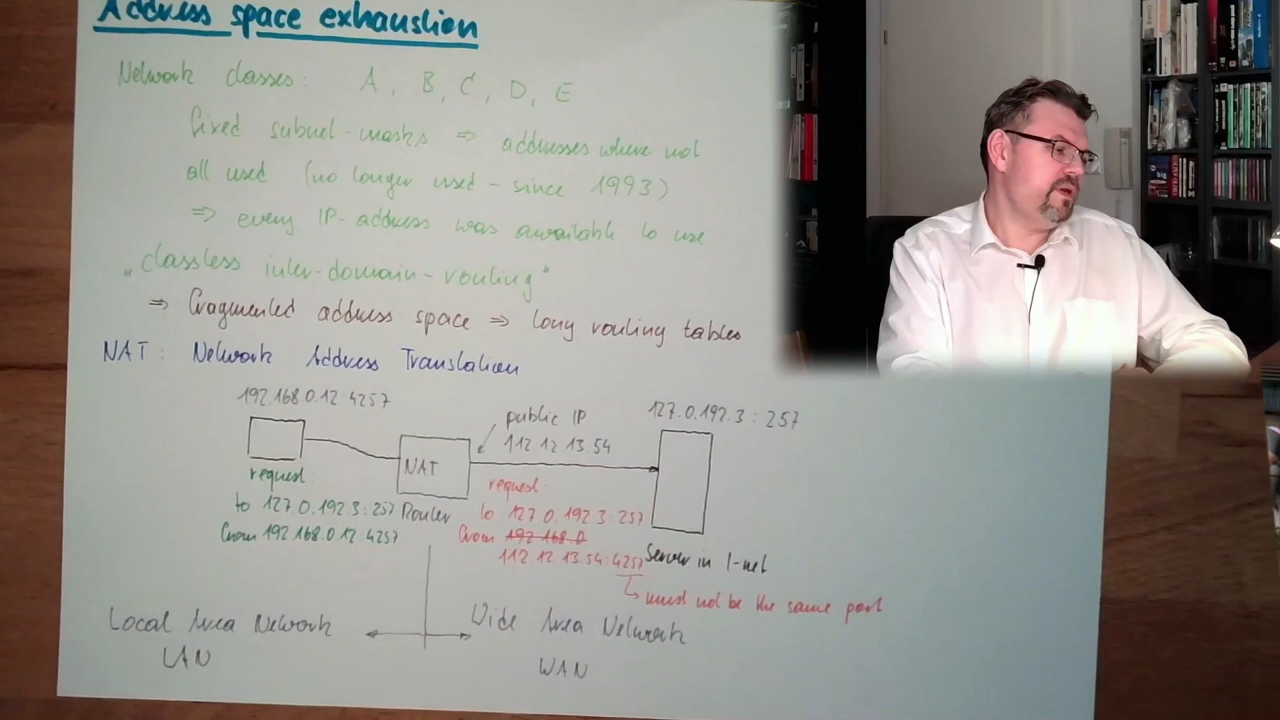 Address space exhaustion
Network classes: A, B, C, D, E
fixed subnet-masks ⇒ addresses where not
all used (no longer used - since 1993)
⇒ every IP-address was available to use
"classless inter-domain-routing"
⇒ fragmented address space ⇒ long routing tables
NAT: Network Address Translation
192.168.0.12:4257
public IP
112.12.13.54
127.0.192.3:257
NAT
Router
request:
to 127.0.192.3:257
from 192.168.0.12:4257
request:
to 127.0.192.3:257
from 192.168.0
112.12.13.54:4257
Server in I-net
must not be the same port
Local Area Network
LAN
Wide Area Network
WAN